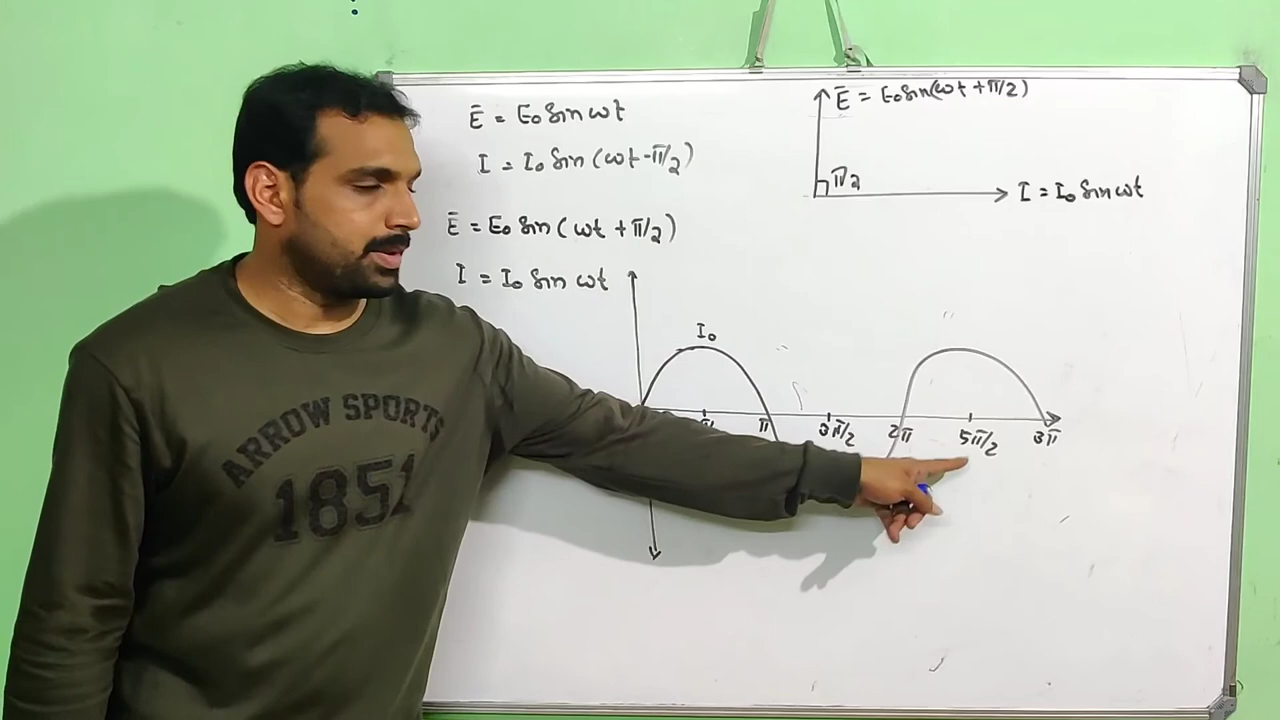 Ē = E₀ Sin ωt
I = I₀ Sin (ωt - π/2)
Ē = E₀ Sin (ωt + π/2)
I = I₀ Sin ωt
Ē = E₀ Sin(ωt + π/2)
π/2
I = I₀ Sin ωt
I₀
π 3π/2 2π 5π/2 3π
ARROW SPORTS
1851